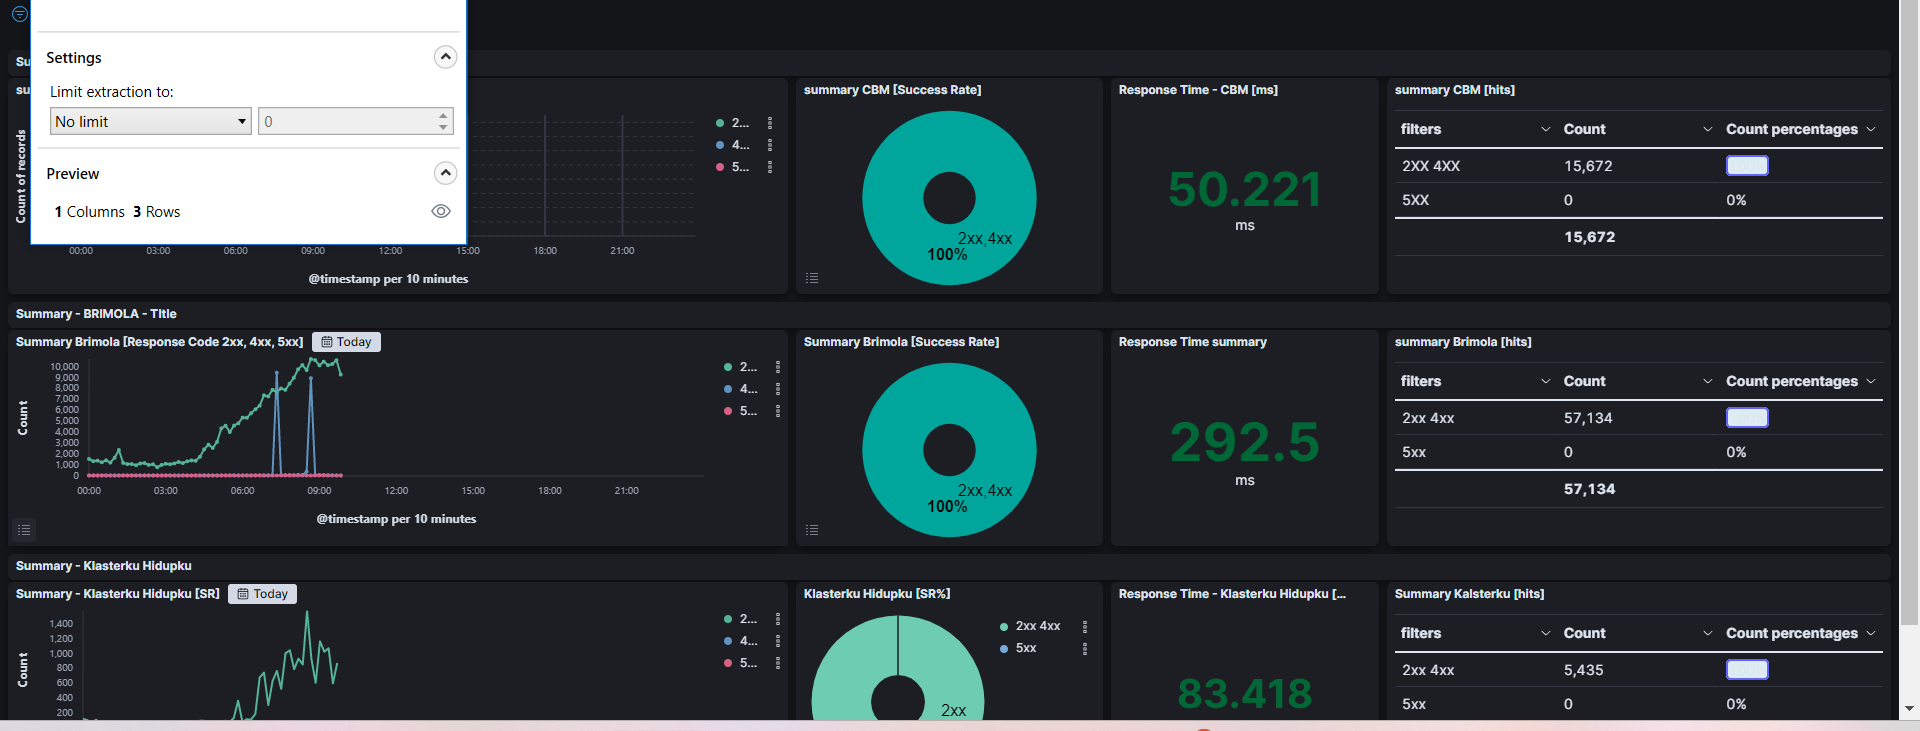 Settings
Limit extraction to:
No limit
0
Preview
1 Columns 3 Rows
Su
su
Count of records
2...
4...
5...
00:00 03:00 06:00 09:00 12:00 15:00 18:00 21:00
@timestamp per 10 minutes
summary CBM [Success Rate]
2xx,4xx
100%
Response Time - CBM [ms]
50.221
ms
summary CBM [hits]
filters Count Count percentages
2XX 4XX 15,672
5XX 0 0%
15,672
Summary - BRIMOLA - Title
Summary Brimola [Response Code 2xx, 4xx, 5xx] Today
10,000
9,000
8,000
7,000
6,000
5,000
4,000
3,000
2,000
1,000
0
Count
00:00 03:00 06:00 09:00 12:00 15:00 18:00 21:00
@timestamp per 10 minutes
2...
4...
5...
Summary Brimola [Success Rate]
2xx,4xx
100%
Response Time summary
292.5
ms
summary Brimola [hits]
filters Count Count percentages
2xx 4xx 57,134
5xx 0 0%
57,134
Summary - Klasterku Hidupku
Summary - Klasterku Hidupku [SR] Today
1,400
1,200
1,000
800
600
400
200
Count
2...
4...
5...
Klasterku Hidupku [SR%]
2xx 4xx
5xx
2xx
Response Time - Klasterku Hidupku [...
83.418
Summary Kalsterku [hits]
filters Count Count percentages
2xx 4xx 5,435
5xx 0 0%